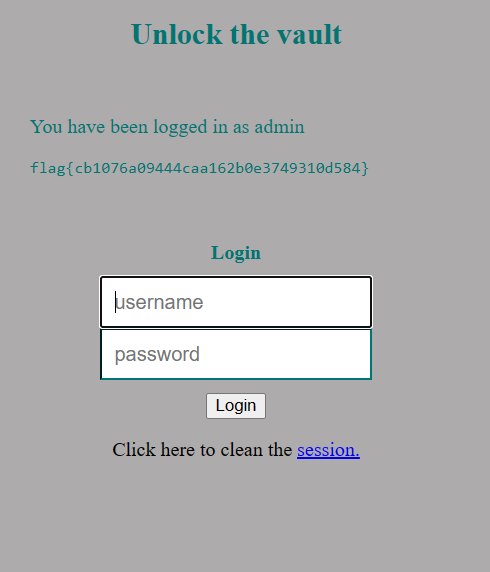 Unlock the vault
You have been logged in as admin
flag{cb1076a09444caa162b0e3749310d584}
Login
username
password
Login
Click here to clean the session.